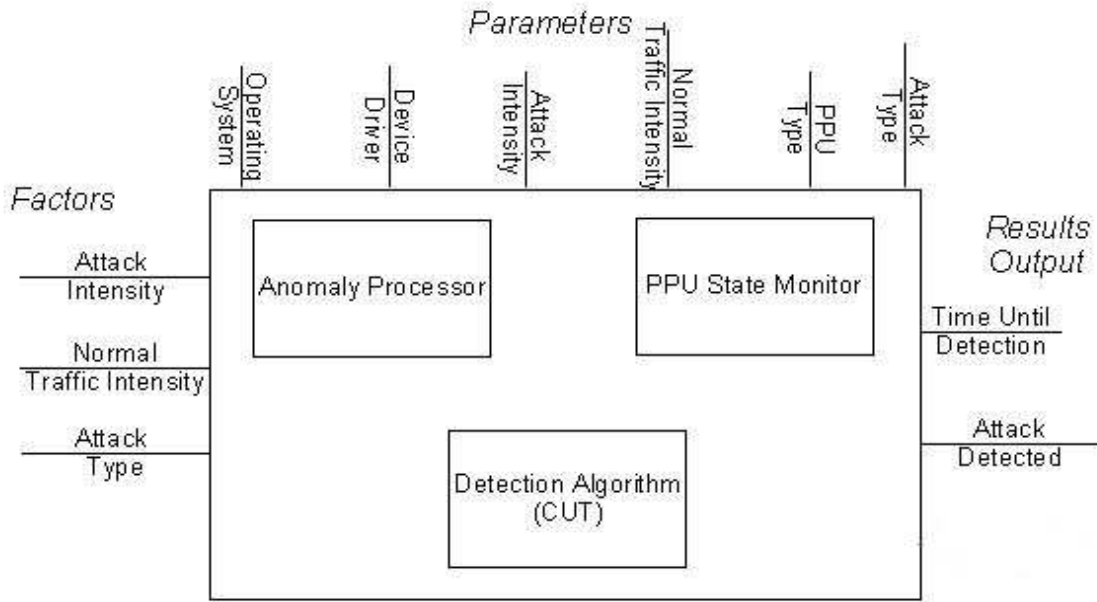 Parameters
Operating
System
Device
Driver
Attack
Intensity
Normal
Traffic Intensity
PPU
Type
Attack
Type
Factors
Attack
Intensity
Normal
Traffic Intensity
Attack
Type
Anomaly Processor
PPU State Monitor
Detection Algorithm
(CUT)
Results
Output
Time Until
Detection
Attack
Detected